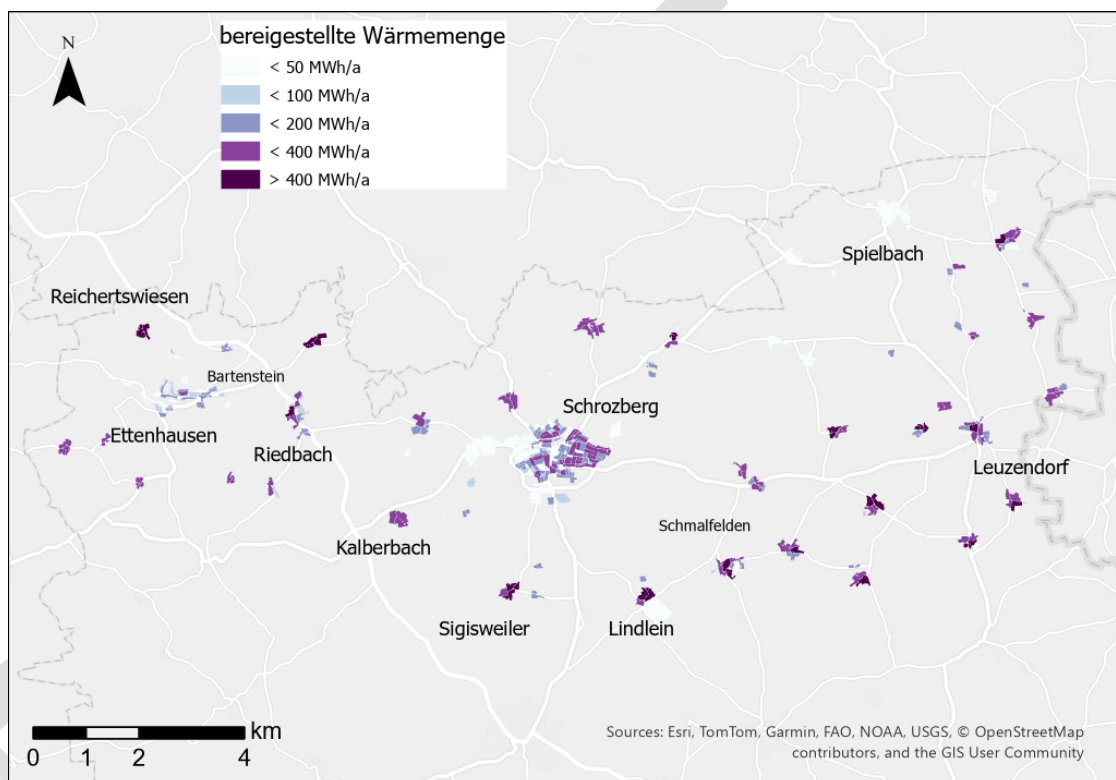 bereigestellte Wärmemenge
N
< 50 MWh/a
< 100 MWh/a
< 200 MWh/a
< 400 MWh/a
> 400 MWh/a
Spielbach
Reichertswiesen
Bartenstein
Schrozberg
Ettenhausen
Riedbach
Leuzendorf
Schmalfelden
Kalberbach
Sigisweiler
Lindlein
km
0 1 2 4
Sources: Esri, TomTom, Garmin, FAO, NOAA, USGS, © OpenStreetMap
contributors, and the GIS User Community